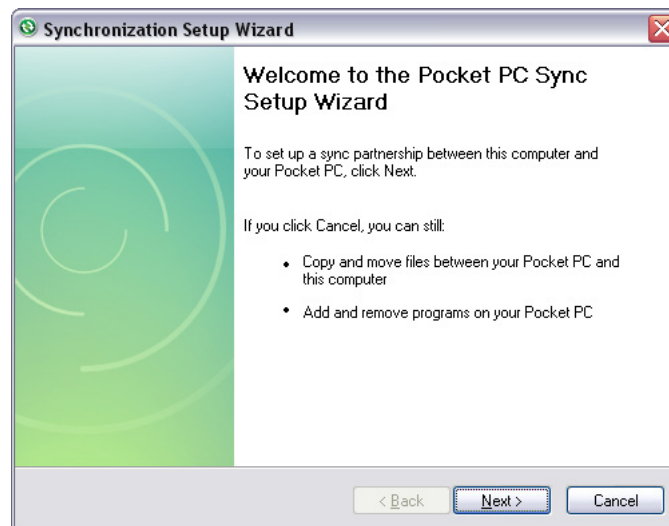 Synchronization Setup Wizard
Welcome to the Pocket PC Sync
Setup Wizard
To set up a sync partnership between this computer and
your Pocket PC, click Next.
If you click Cancel, you can still:
• Copy and move files between your Pocket PC and
this computer
• Add and remove programs on your Pocket PC
< Back
Next >
Cancel